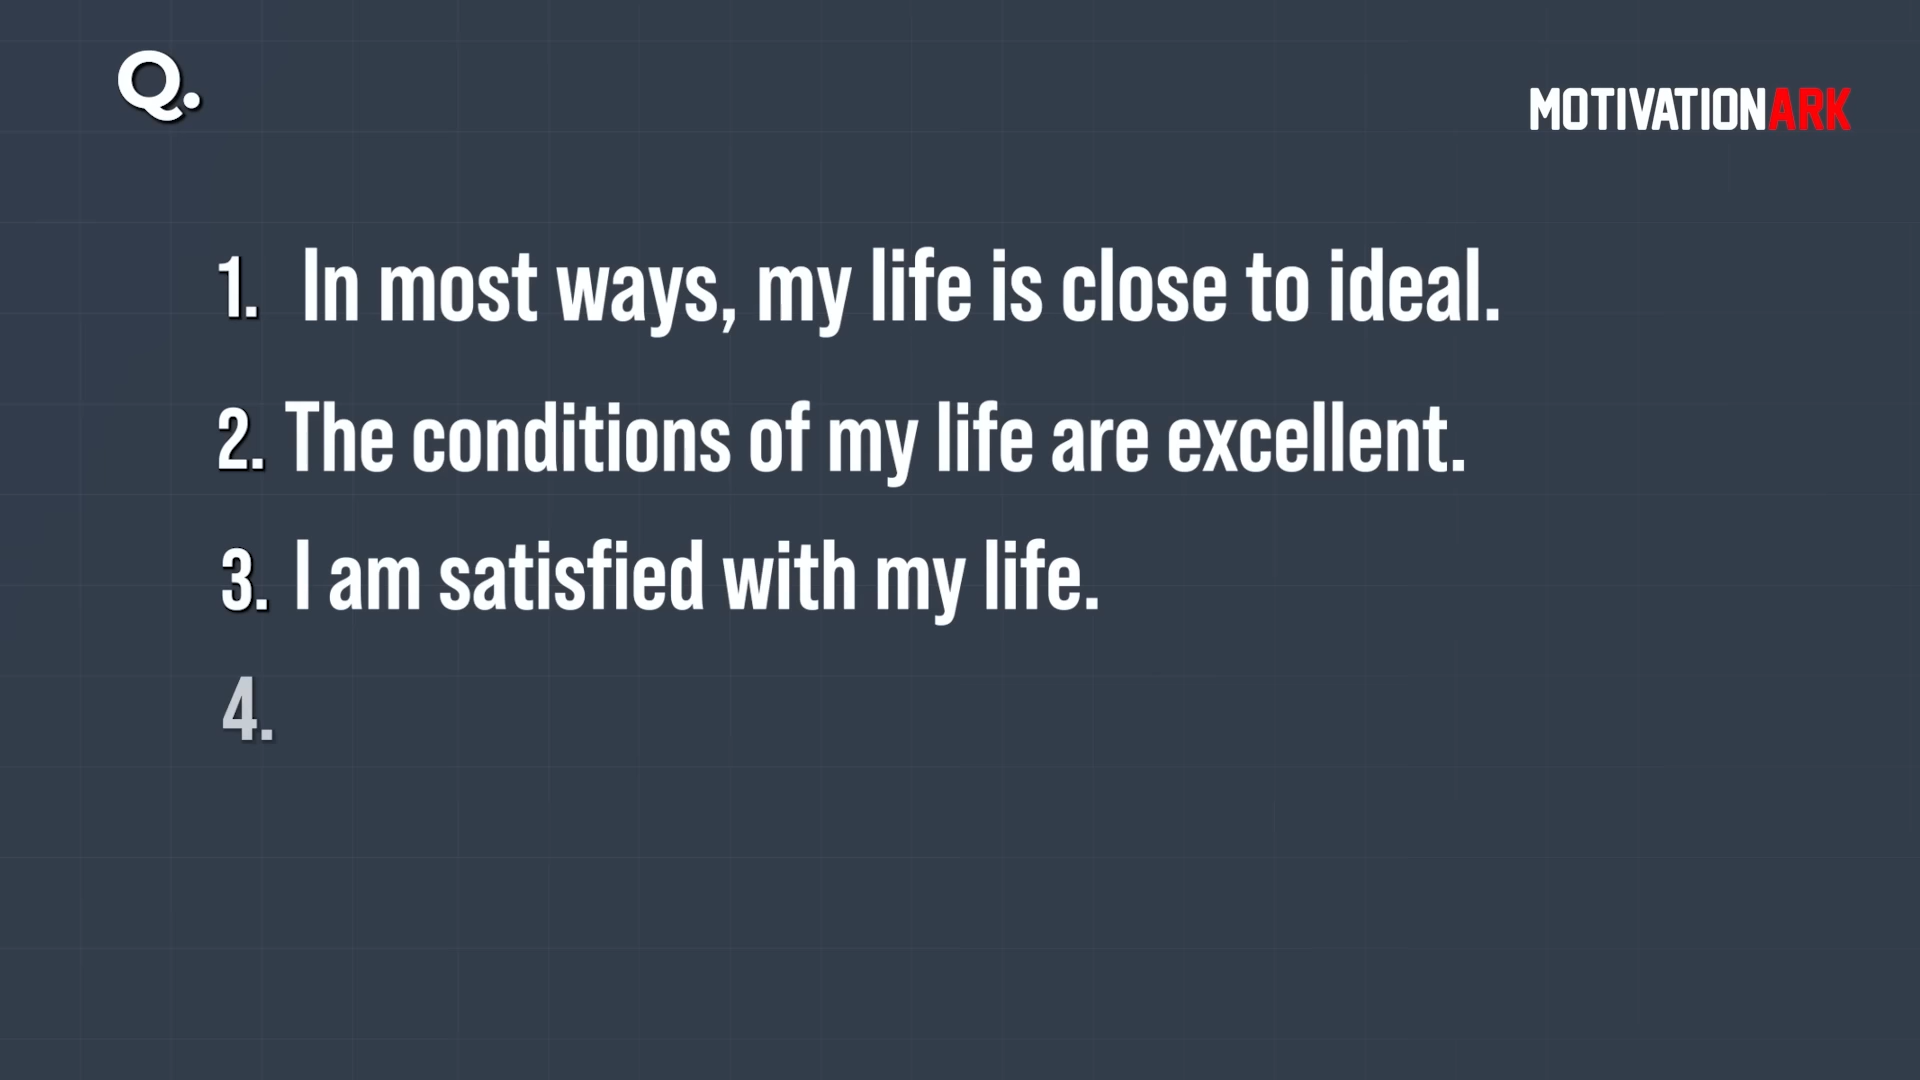 Q.
MOTIVATIONARK
1. In most ways, my life is close to ideal.
2. The conditions of my life are excellent.
3. I am satisfied with my life.
4.